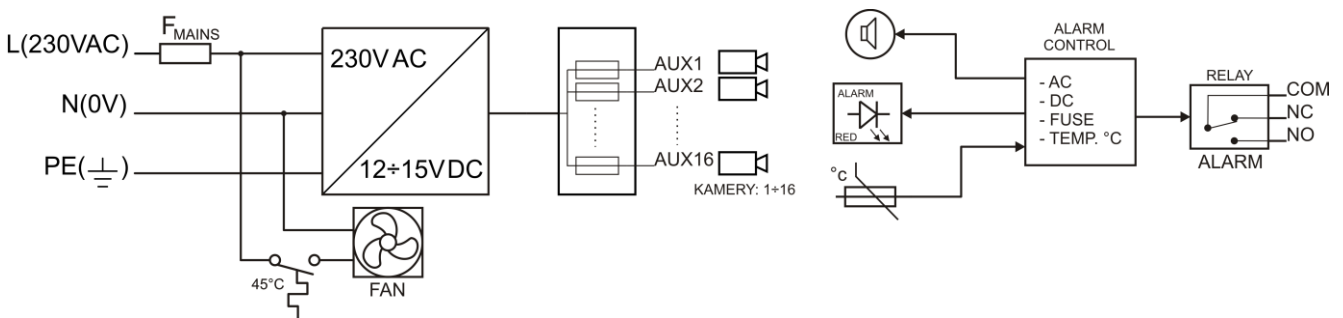 L(230VAC)
F MAINS
N(0V)
PE(⏚)
230V AC
12÷15V DC
45°C
FAN
AUX1
AUX2
AUX16
KAMERY: 1÷16
ALARM
RED
°c
ALARM
CONTROL
- AC
- DC
- FUSE
- TEMP. °C
RELAY
COM
NC
NO
ALARM